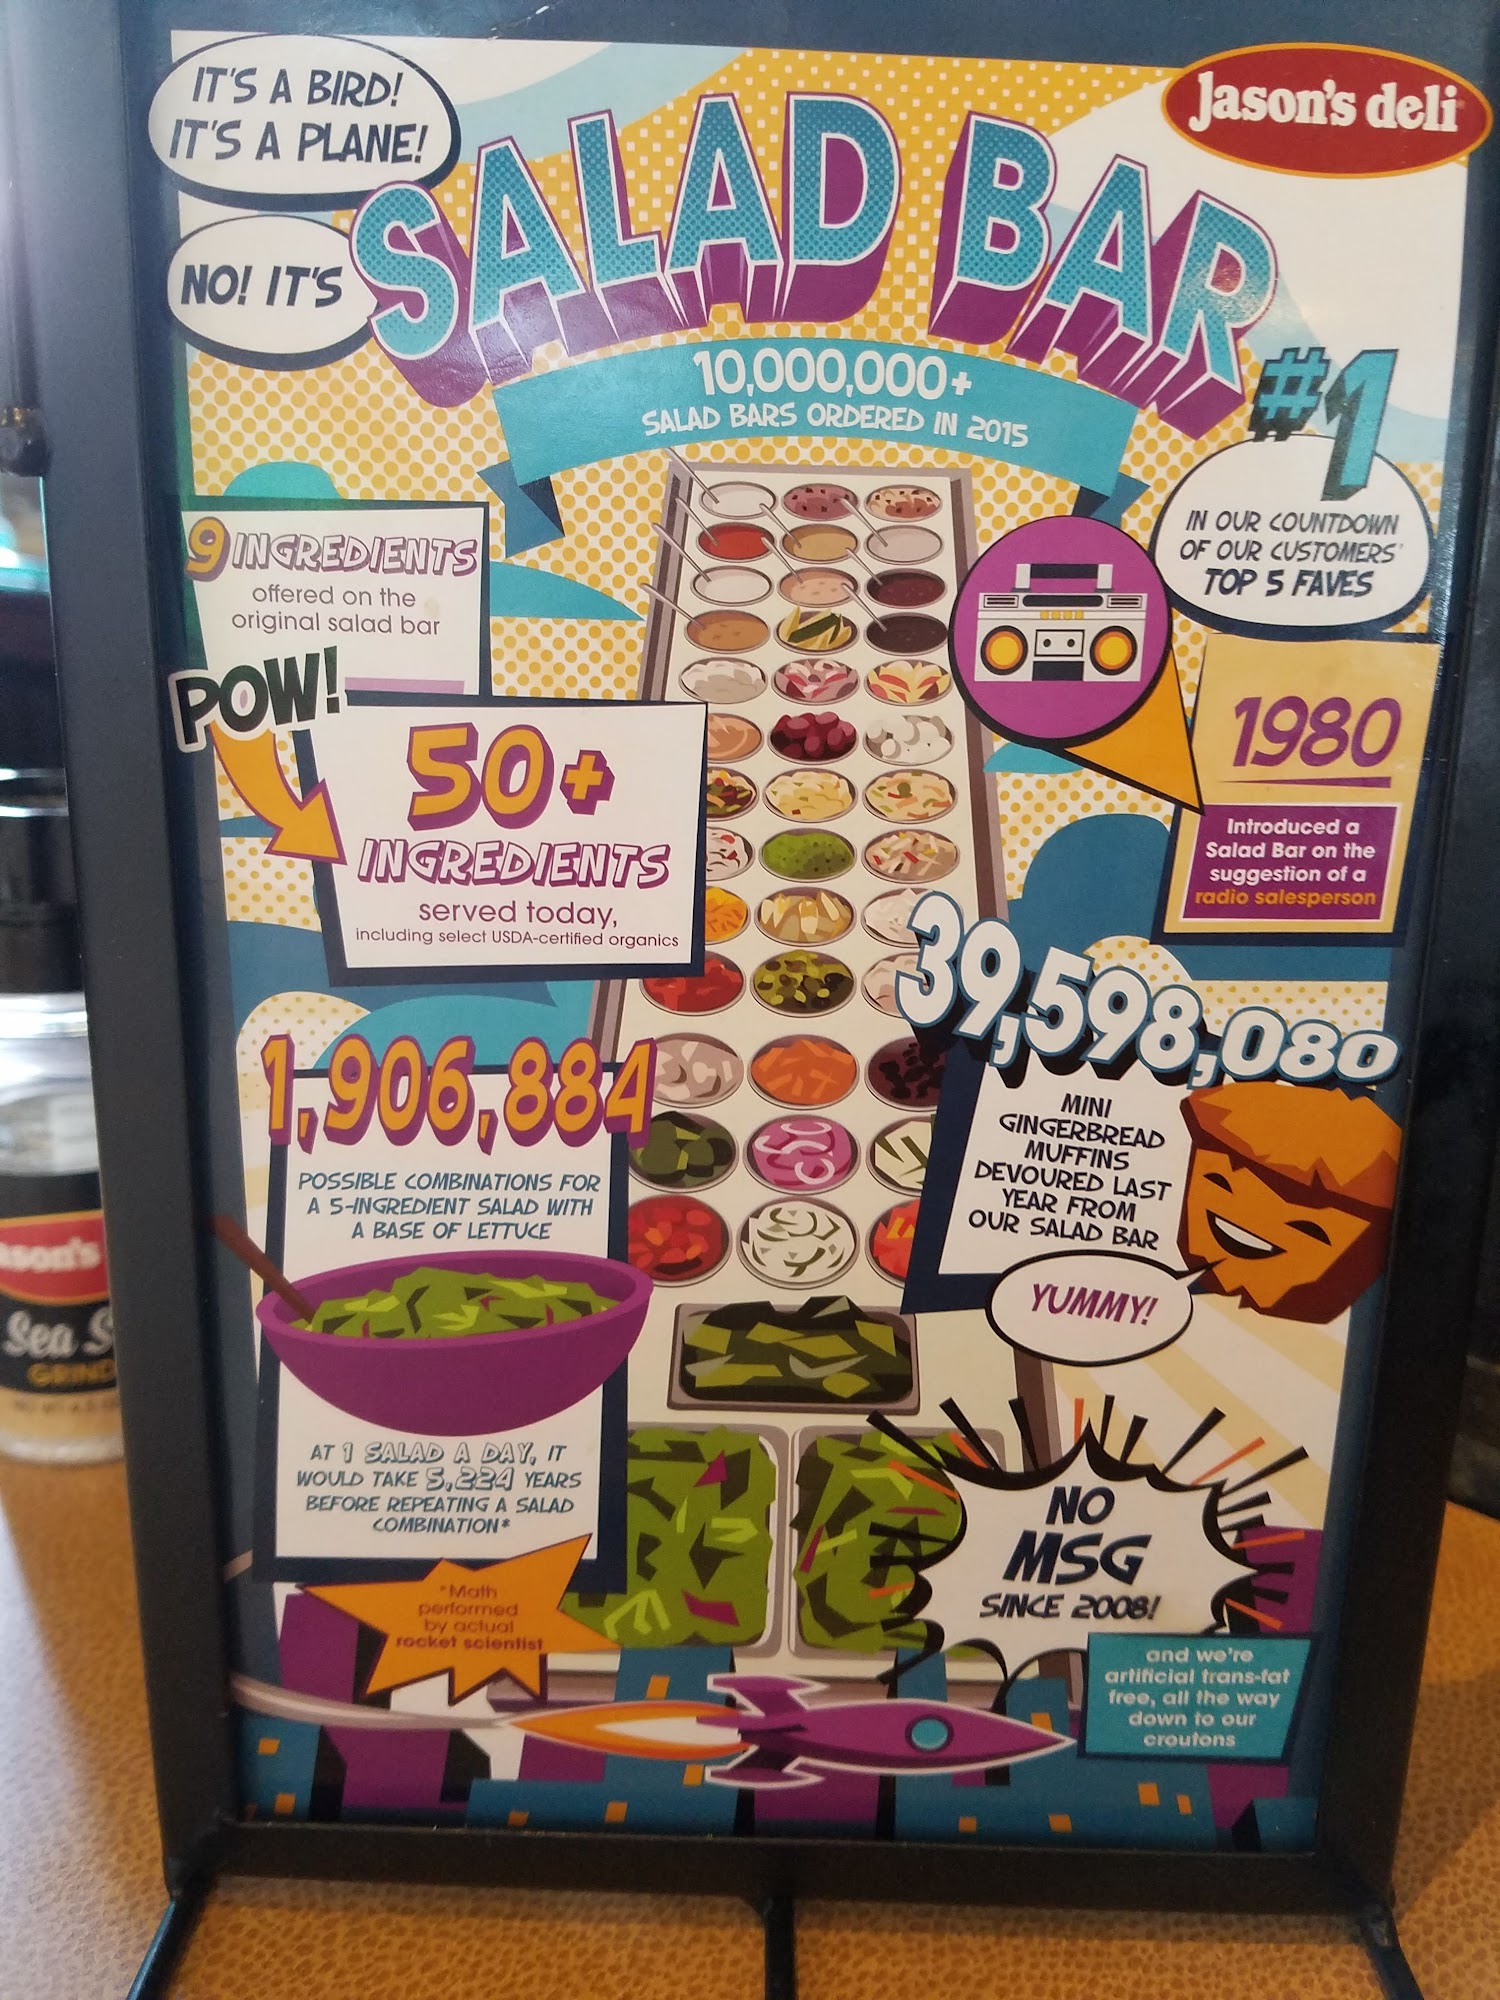 IT'S A BIRD!
IT'S A PLANE!
NO! IT'S
SALAD BAR
Jason's deli
10,000,000+
SALAD BARS ORDERED IN 2015
#1
IN OUR COUNTDOWN
OF OUR CUSTOMERS'
TOP 5 FAVES
9 INGREDIENTS
offered on the
original salad bar
POW!
50+
INGREDIENTS
served today,
including select USDA-certified organics
1980
Introduced a
Salad Bar on the
suggestion of a
radio salesperson
39,598,080
MINI
GINGERBREAD
MUFFINS
DEVOURED LAST
YEAR FROM
OUR SALAD BAR
YUMMY!
1,906,884
POSSIBLE COMBINATIONS FOR
A 5-INGREDIENT SALAD WITH
A BASE OF LETTUCE
AT 1 SALAD A DAY, IT
WOULD TAKE 5,224 YEARS
BEFORE REPEATING A SALAD
COMBINATION*
*Math
performed
by actual
rocket scientist
NO
MSG
SINCE 2008!
and we're
artificial trans-fat
free, all the way
down to our
croutons
Sea